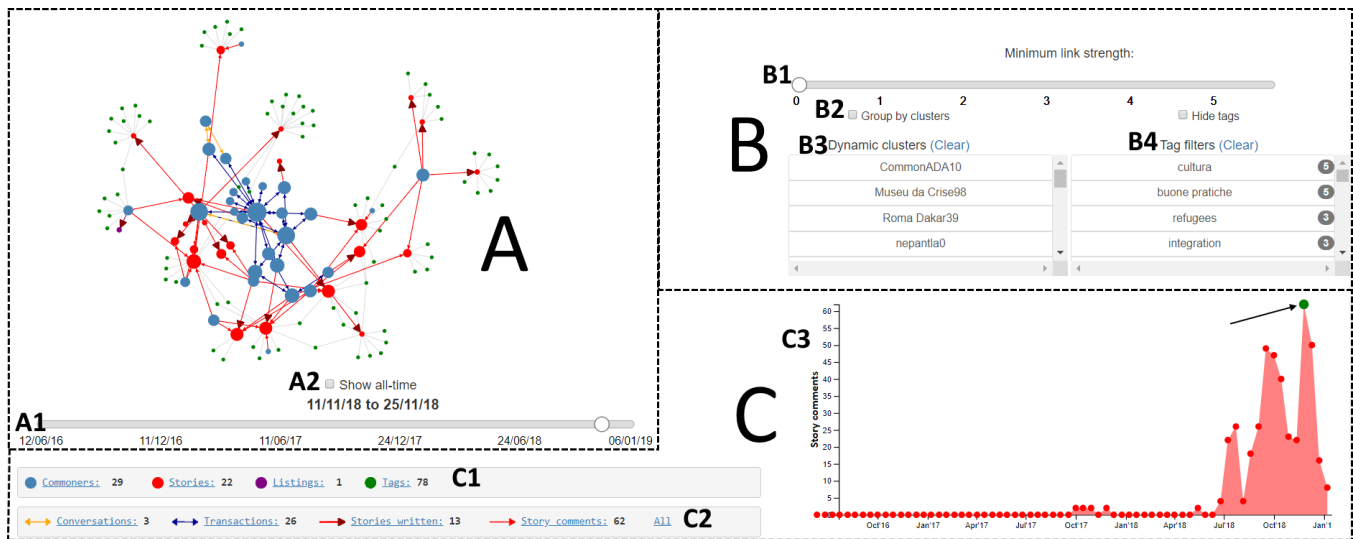 A
A2 Show all-time
11/11/18 to 25/11/18
A1
12/06/16 11/12/16 11/06/17 24/12/17 24/06/18 06/01/19
B
Minimum link strength:
B1
0 1 2 3 4 5
B2 Group by clusters Hide tags
B3 Dynamic clusters (Clear)
CommonADA10
Museu da Crise98
Roma Dakar39
nepantla0
B4 Tag filters (Clear)
cultura 5
buone pratiche 5
refugees 3
integration 3
C
C1
Commoners: 29 Stories: 22 Listings: 1 Tags: 78
C2
Conversations: 3 Transactions: 26 Stories written: 13 Story comments: 62 All
C3
Story comments
60
55
50
45
40
35
30
25
20
15
10
5
0
Oct'16 Jan'17 Apr'17 Jul'17 Oct'17 Jan'18 Apr'18 Jul'18 Oct'18 Jan'1